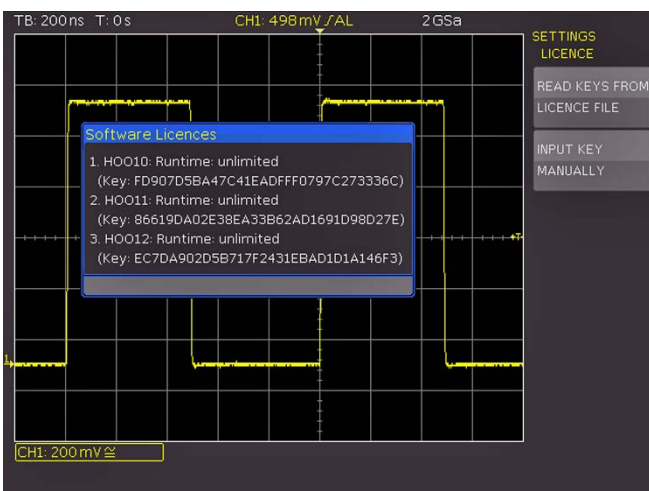 TB: 200ns T: 0s CH1: 498mV / AL 2GSa
SETTINGS
LICENCE
READ KEYS FROM
LICENCE FILE
INPUT KEY
MANUALLY
Software Licences
1. HOO10: Runtime: unlimited
(Key: FD907D5BA47C41EADFFF0797C273336C)
2. HOO11: Runtime: unlimited
(Key: 86619DA02E38EA33B62AD1691D98D27E)
3. HOO12: Runtime: unlimited
(Key: EC7DA902D5B717F2431EBAD1D1A146F3)
T
1
CH1: 200mV≅